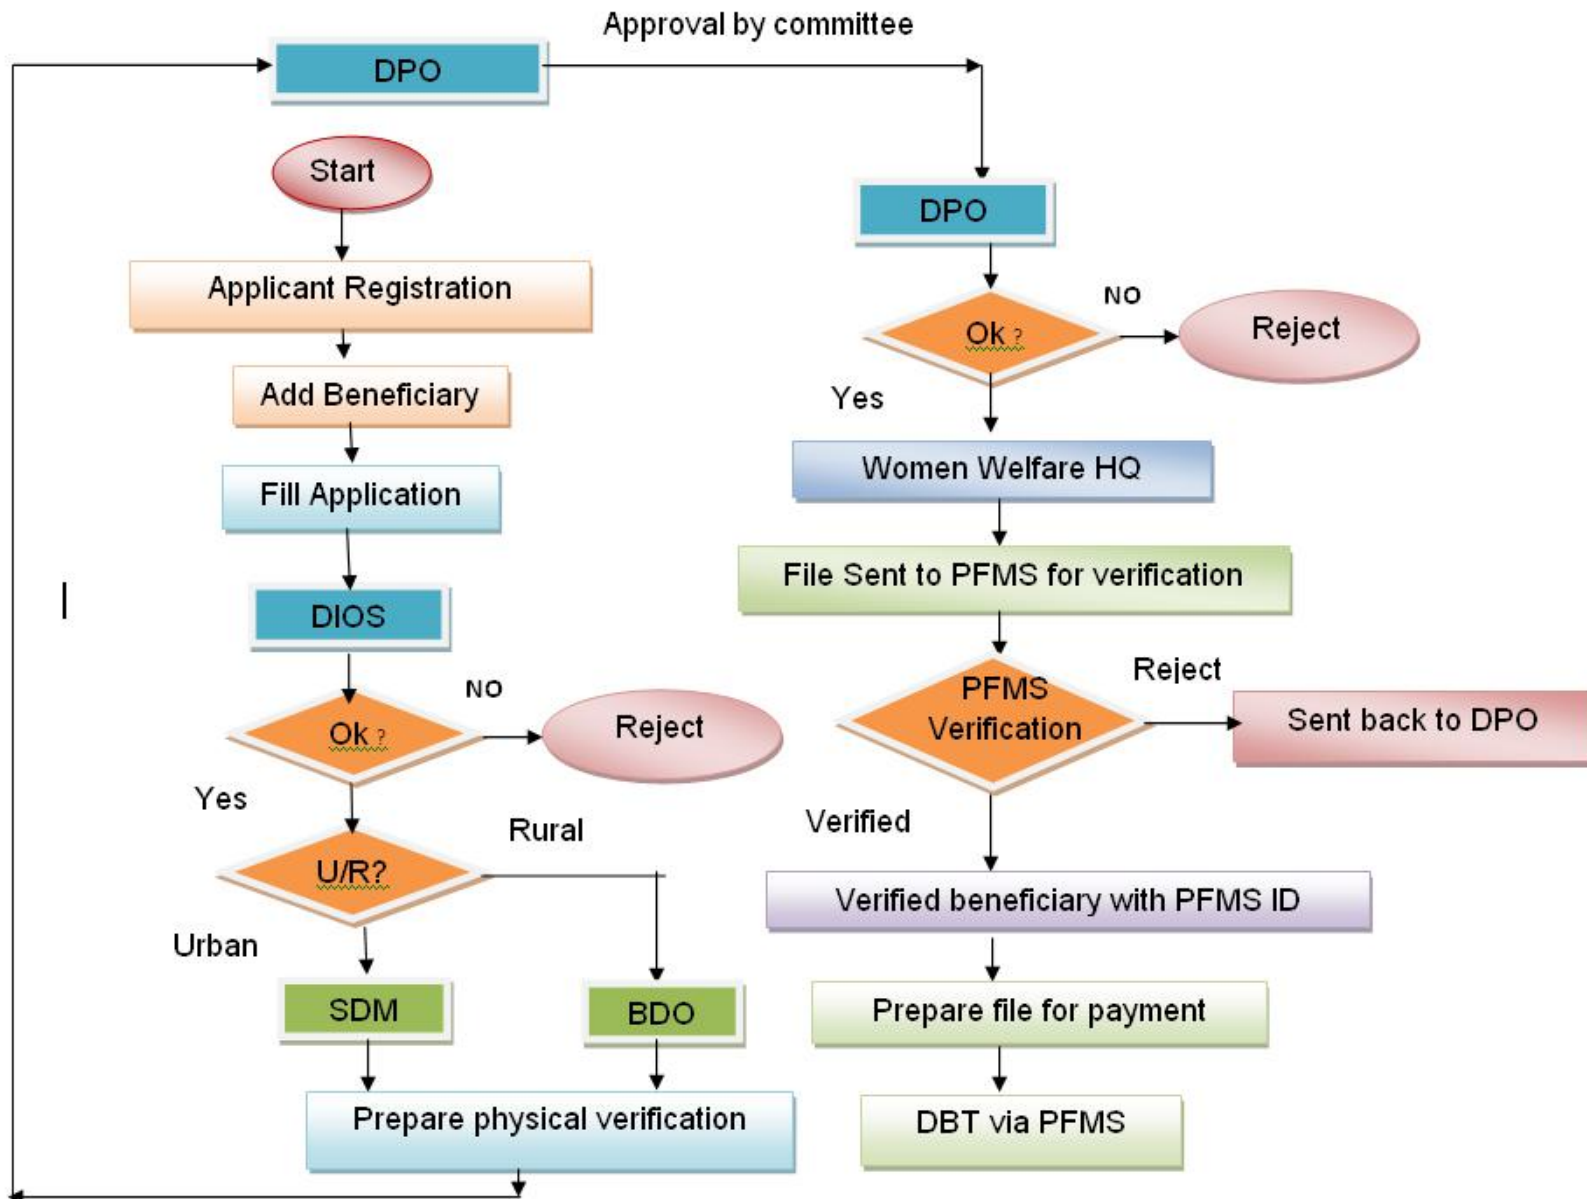 Approval by committee
DPO
Start
Applicant Registration
Add Beneficiary
Fill Application
DIOS
Ok ?
NO
Reject
Yes
U/R?
Rural
Urban
SDM
BDO
Prepare physical verification
DPO
Ok ?
NO
Reject
Yes
Women Welfare HQ
File Sent to PFMS for verification
PFMS
Verification
Reject
Sent back to DPO
Verified
Verified beneficiary with PFMS ID
Prepare file for payment
DBT via PFMS